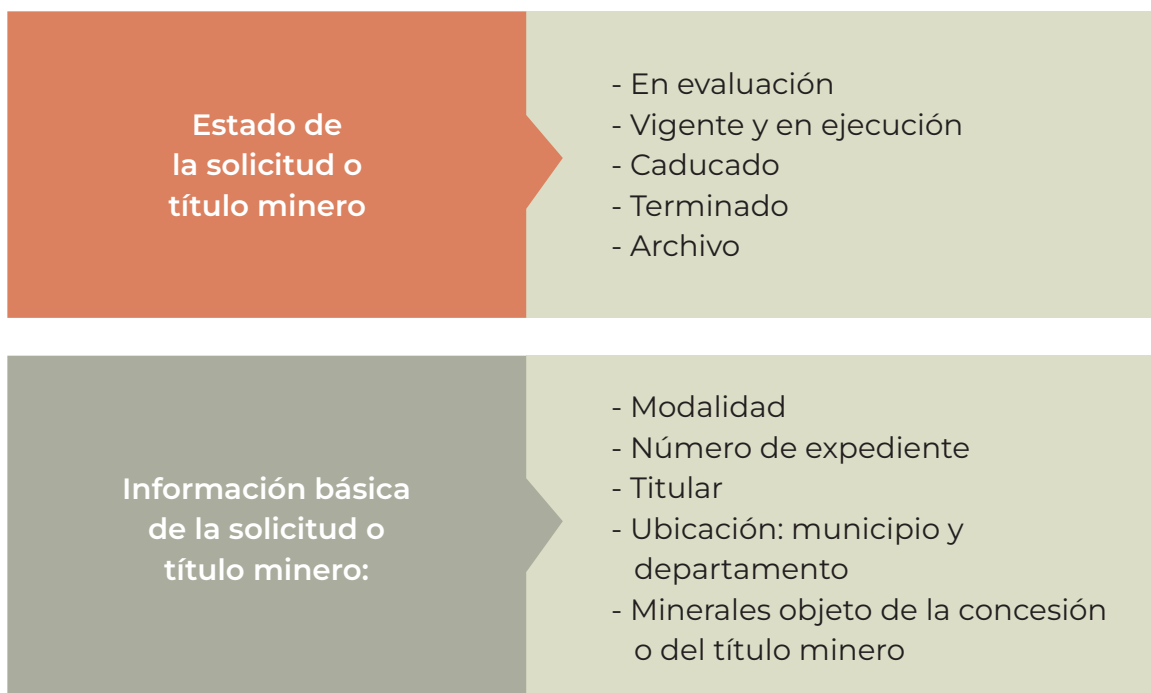 Estado de
la solicitud o
título minero
- En evaluación
- Vigente y en ejecución
- Caducado
- Terminado
- Archivo
Información básica
de la solicitud o
título minero:
- Modalidad
- Número de expediente
- Titular
- Ubicación: municipio y
departamento
- Minerales objeto de la concesión
o del título minero